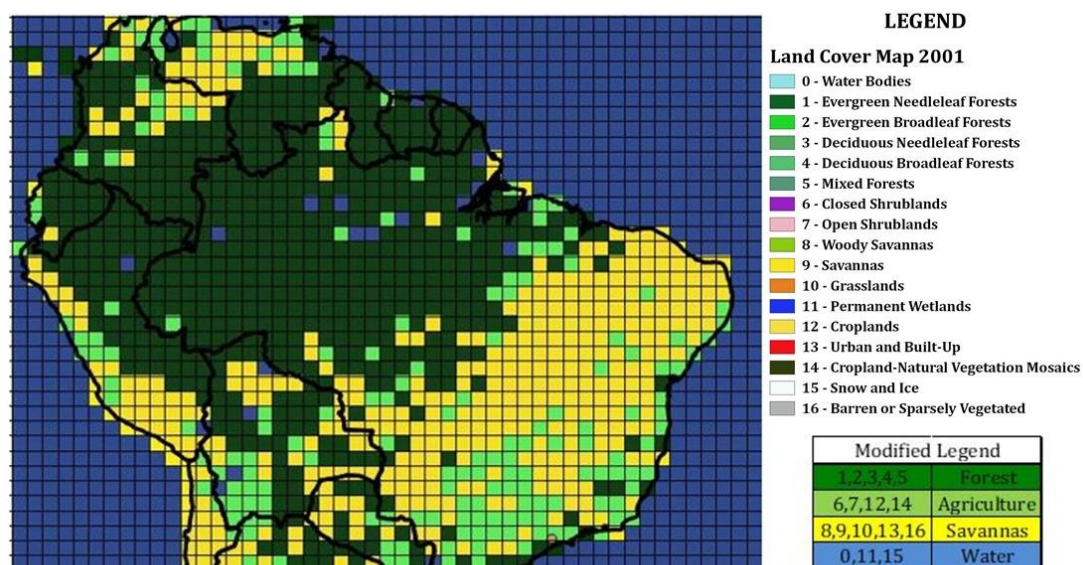 LEGEND
Land Cover Map 2001
0 - Water Bodies
1 - Evergreen Needleleaf Forests
2 - Evergreen Broadleaf Forests
3 - Deciduous Needleleaf Forests
4 - Deciduous Broadleaf Forests
5 - Mixed Forests
6 - Closed Shrublands
7 - Open Shrublands
8 - Woody Savannas
9 - Savannas
10 - Grasslands
11 - Permanent Wetlands
12 - Croplands
13 - Urban and Built-Up
14 - Cropland-Natural Vegetation Mosaics
15 - Snow and Ice
16 - Barren or Sparsely Vegetated
Modified Legend
1,2,3,4,5 Forest
6,7,12,14 Agriculture
8,9,10,13,16 Savannas
0,11,15 Water